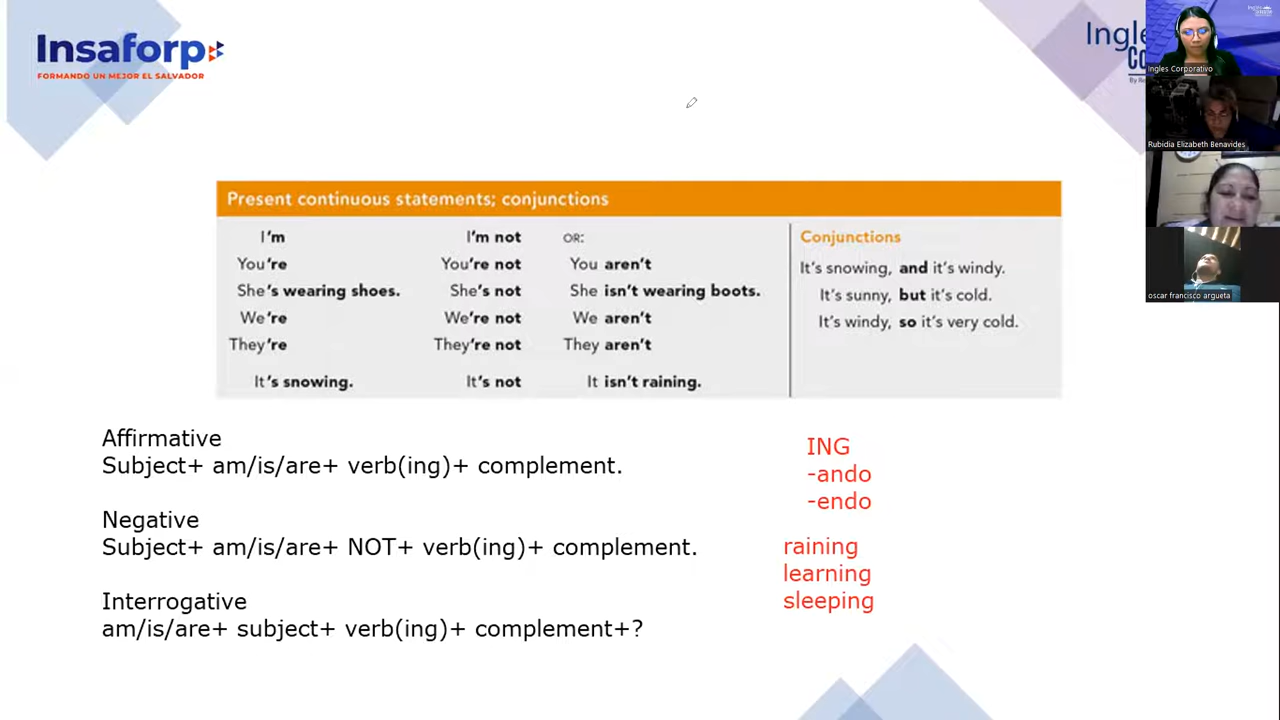 Insaforp
FORMANDO UN MEJOR EL SALVADOR
Present continuous statements; conjunctions
I'm I'm not OR: Conjunctions
You're You're not You aren't It's snowing, and it's windy.
She's wearing shoes. She's not She isn't wearing boots. It's sunny, but it's cold.
We're We're not We aren't It's windy, so it's very cold.
They're They're not They aren't
It's snowing. It's not It isn't raining.
Affirmative
Subject+ am/is/are+ verb(ing)+ complement.
Negative
Subject+ am/is/are+ NOT+ verb(ing)+ complement.
Interrogative
am/is/are+ subject+ verb(ing)+ complement+?
ING
-ando
-endo
raining
learning
sleeping
Ingles Corporativo
Rubidia Elizabeth Benavides
oscar francisco argueta